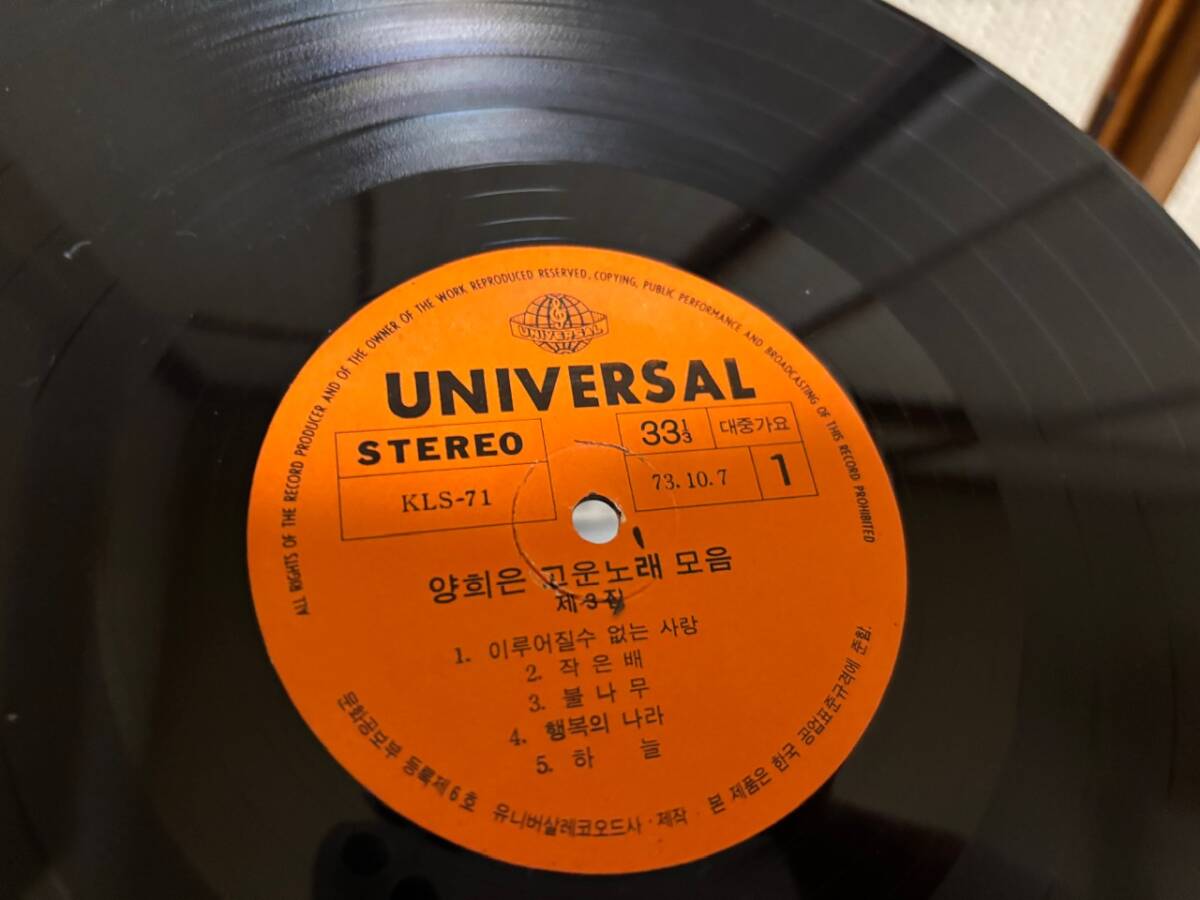 ALL RIGHTS OF THE RECORD PRODUCER AND OF THE OWNER OF THE WORK REPRODUCED RESERVED. COPYING, PUBLIC PERFORMANCE AND BROADCASTING OF THIS RECORD PROHIBITED
UNIVERSAL
UNIVERSAL
STEREO
33⅓
대중가요
KLS-71
73.10.7
1
양희은 고운노래 모음
제3집
1. 이루어질수 없는 사랑
2. 작은배
3. 불나무
4. 행복의 나라
5. 하 늘
문화공보부 등록제6호 유니버살레코오드사·제작· 본 제품은 한국 공업표준규격에 준함.